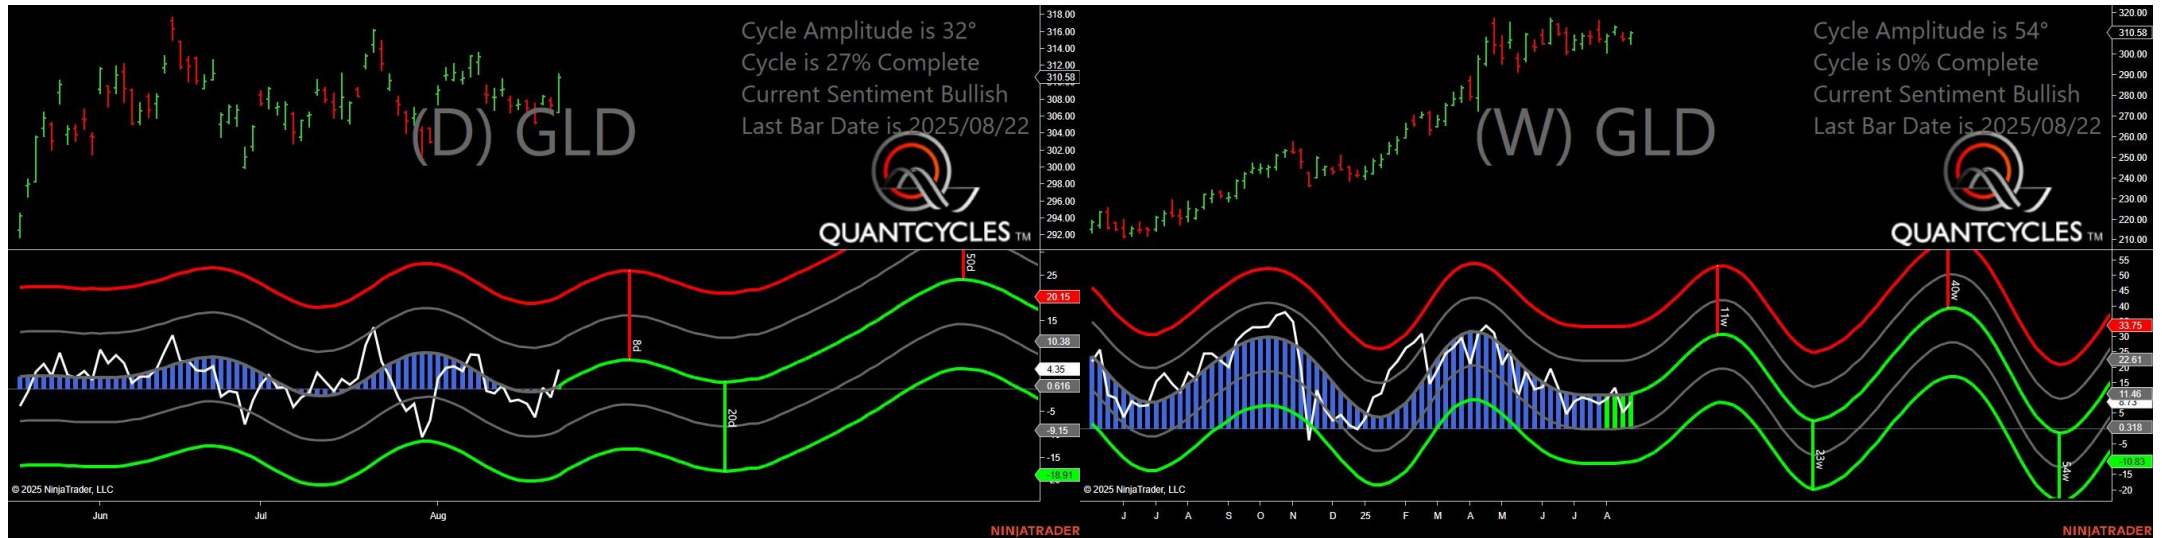 Cycle Amplitude is 32°
Cycle is 27% Complete
Current Sentiment Bullish
Last Bar Date is 2025/08/22
(D) GLD
QUANTCYCLES TM
318.00
316.00
314.00
312.00
310.58
308.00
306.00
304.00
302.00
300.00
298.00
296.00
294.00
292.00
50d
8d
20d
25
20.15
15
10.38
4.35
0.616
-5
-9.15
-15
-18.91
© 2025 NinjaTrader, LLC
Jun
Jul
Aug
NINJATRADER
Cycle Amplitude is 54°
Cycle is 0% Complete
Current Sentiment Bullish
Last Bar Date is 2025/08/22
(W) GLD
QUANTCYCLES TM
320.00
310.58
300.00
290.00
280.00
270.00
260.00
250.00
240.00
230.00
220.00
210.00
11w
40w
23w
54w
55
50
45
40
33.75
30
22.61
20
15
11.46
8.73
5
0.318
-5
-10.83
-15
-20
© 2025 NinjaTrader, LLC
J J A S O N D 25 F M A M J J A
NINJATRADER